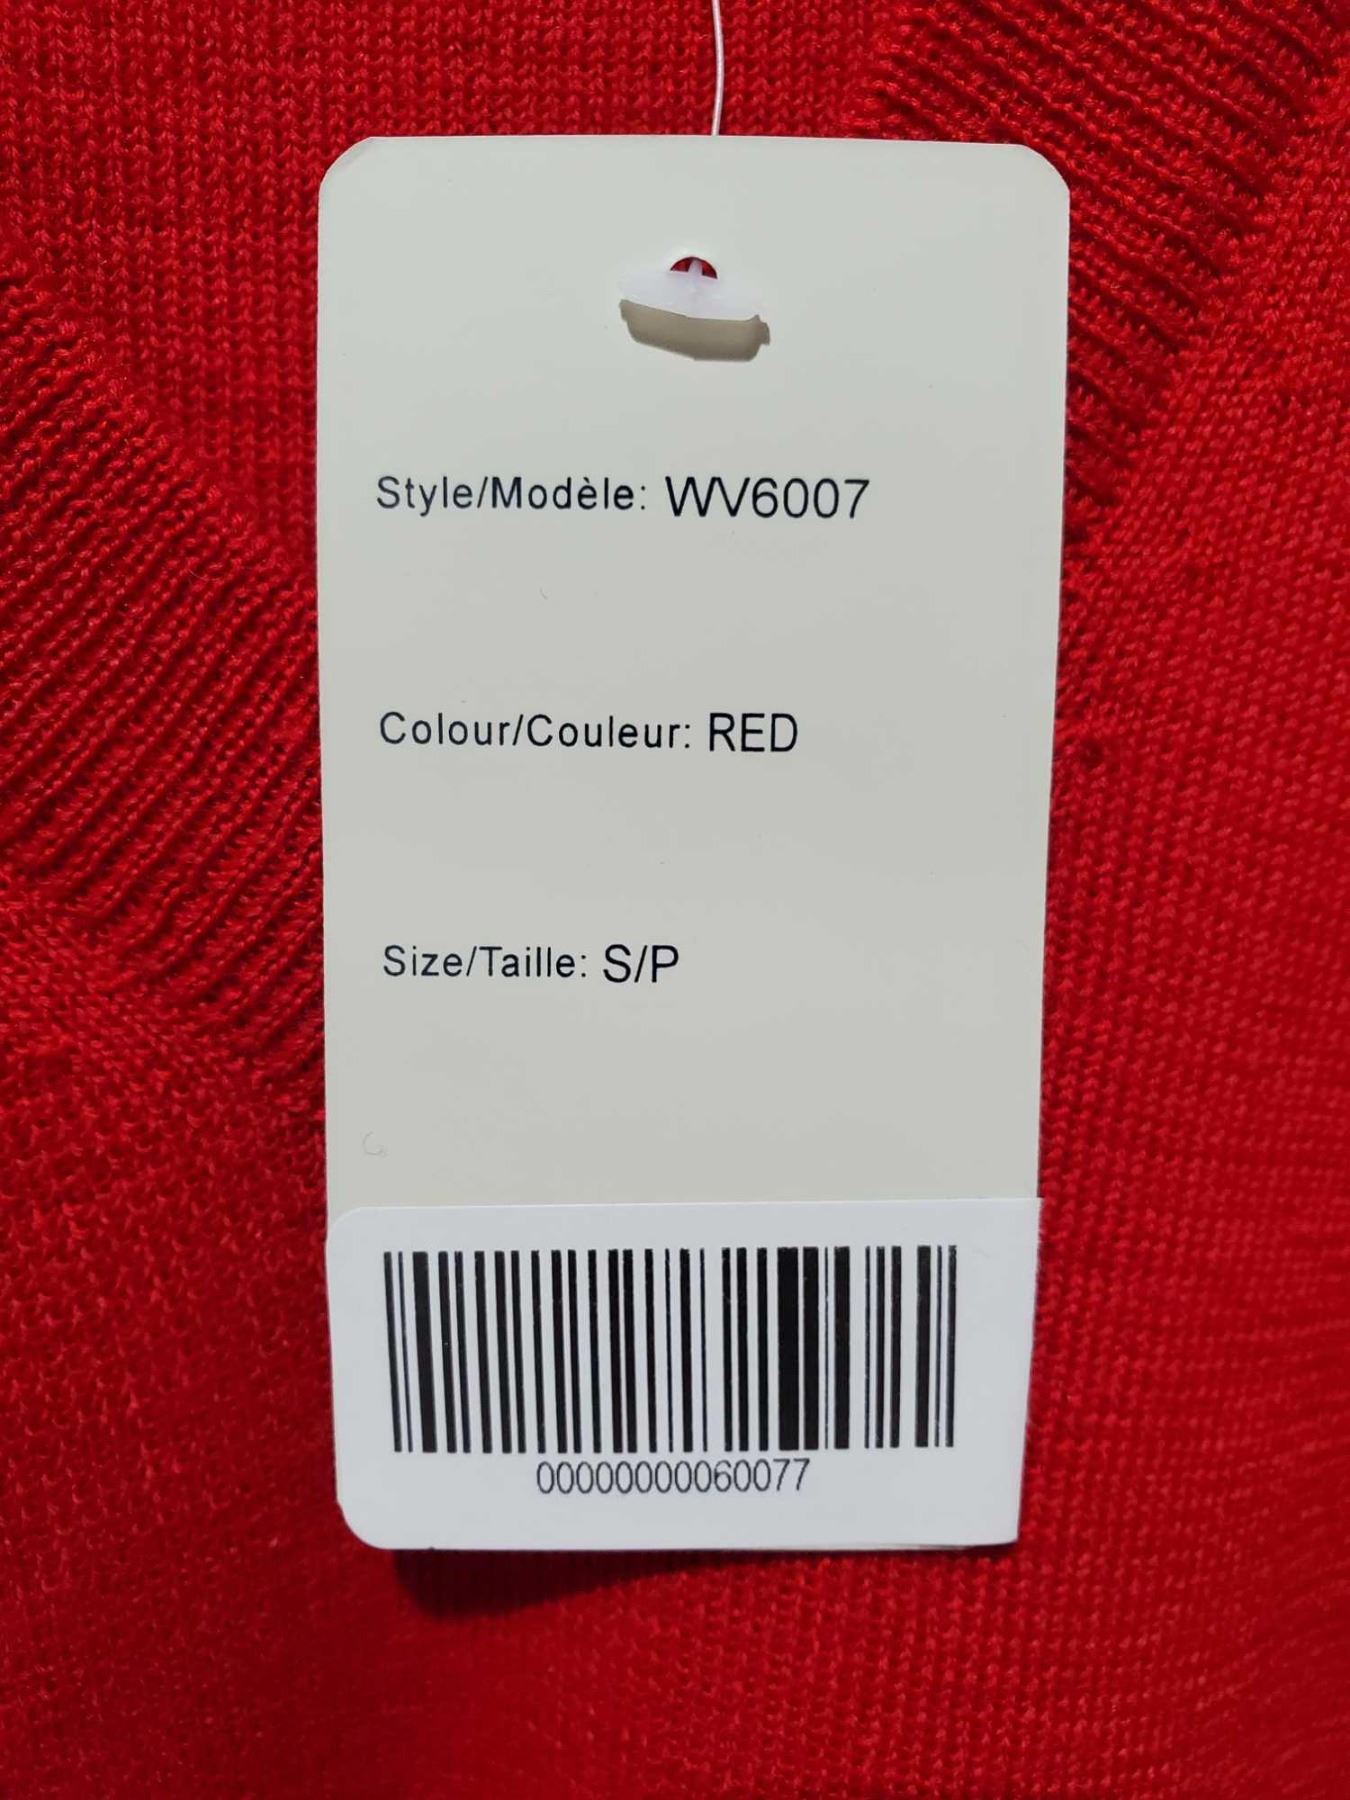 Style/Modèle: WV6007
Colour/Couleur: RED
Size/Taille: S/P
00000000060077